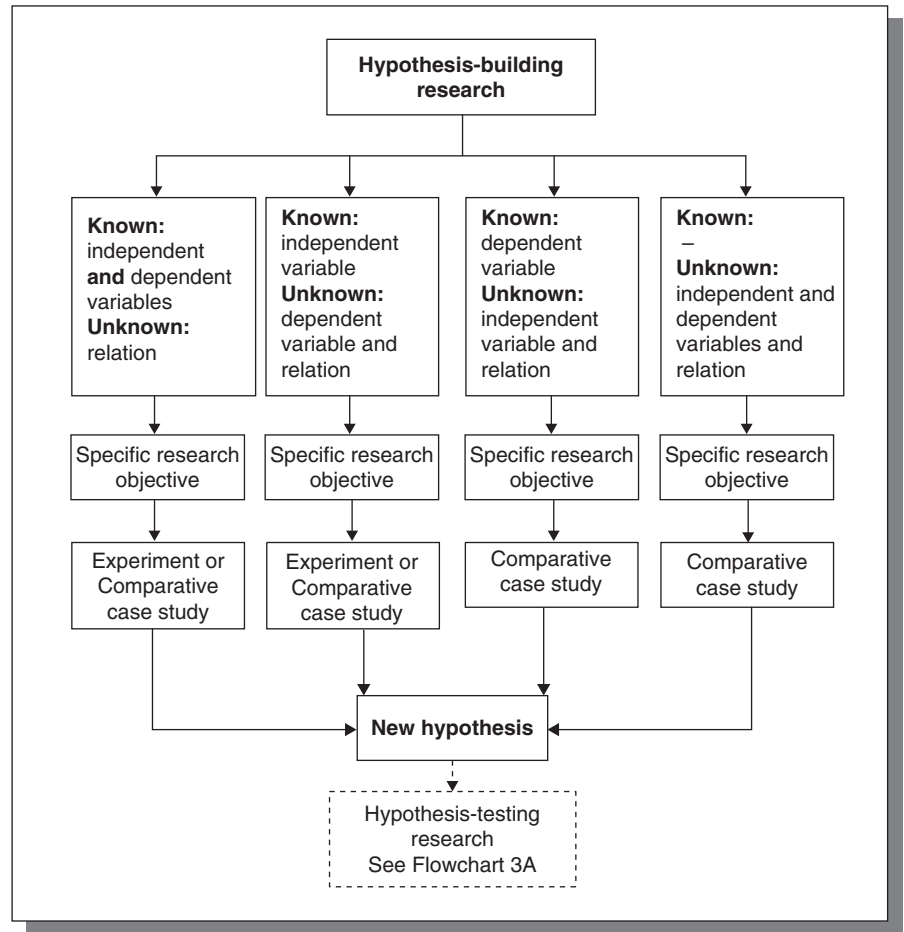 Hypothesis-building
research
Known:
independent
and dependent
variables
Unknown:
relation
Known:
independent
variable
Unknown:
dependent
variable and
relation
Known:
dependent
variable
Unknown:
independent
variable and
relation
Known:
–
Unknown:
independent and
dependent
variables and
relation
Specific research
objective
Specific research
objective
Specific research
objective
Specific research
objective
Experiment or
Comparative
case study
Experiment or
Comparative
case study
Comparative
case study
Comparative
case study
New hypothesis
Hypothesis-testing
research
See Flowchart 3A